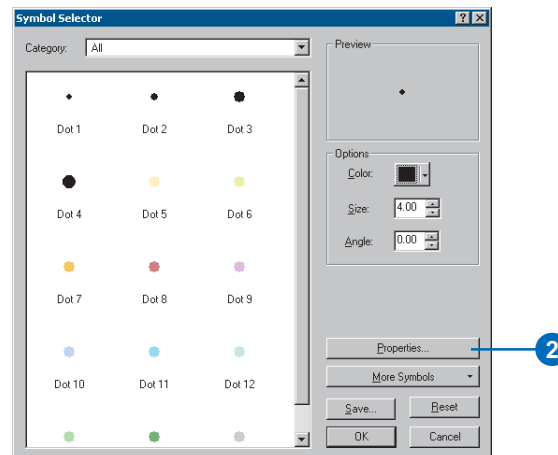 Symbol Selector
Category: All
Dot 1 Dot 2 Dot 3
Dot 4 Dot 5 Dot 6
Dot 7 Dot 8 Dot 9
Dot 10 Dot 11 Dot 12
Preview
Options
Color:
Size: 4.00
Angle: 0.00
Properties...
More Symbols
Save... Reset
OK Cancel
2